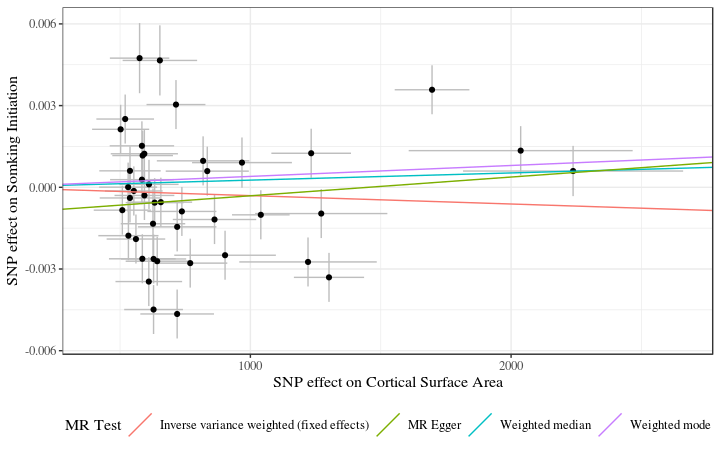 0.006
0.003
0.000
-0.003
-0.006
SNP effect on Somking Initiation
1000
2000
SNP effect on Cortical Surface Area
MR Test
Inverse variance weighted (fixed effects)
MR Egger
Weighted median
Weighted mode